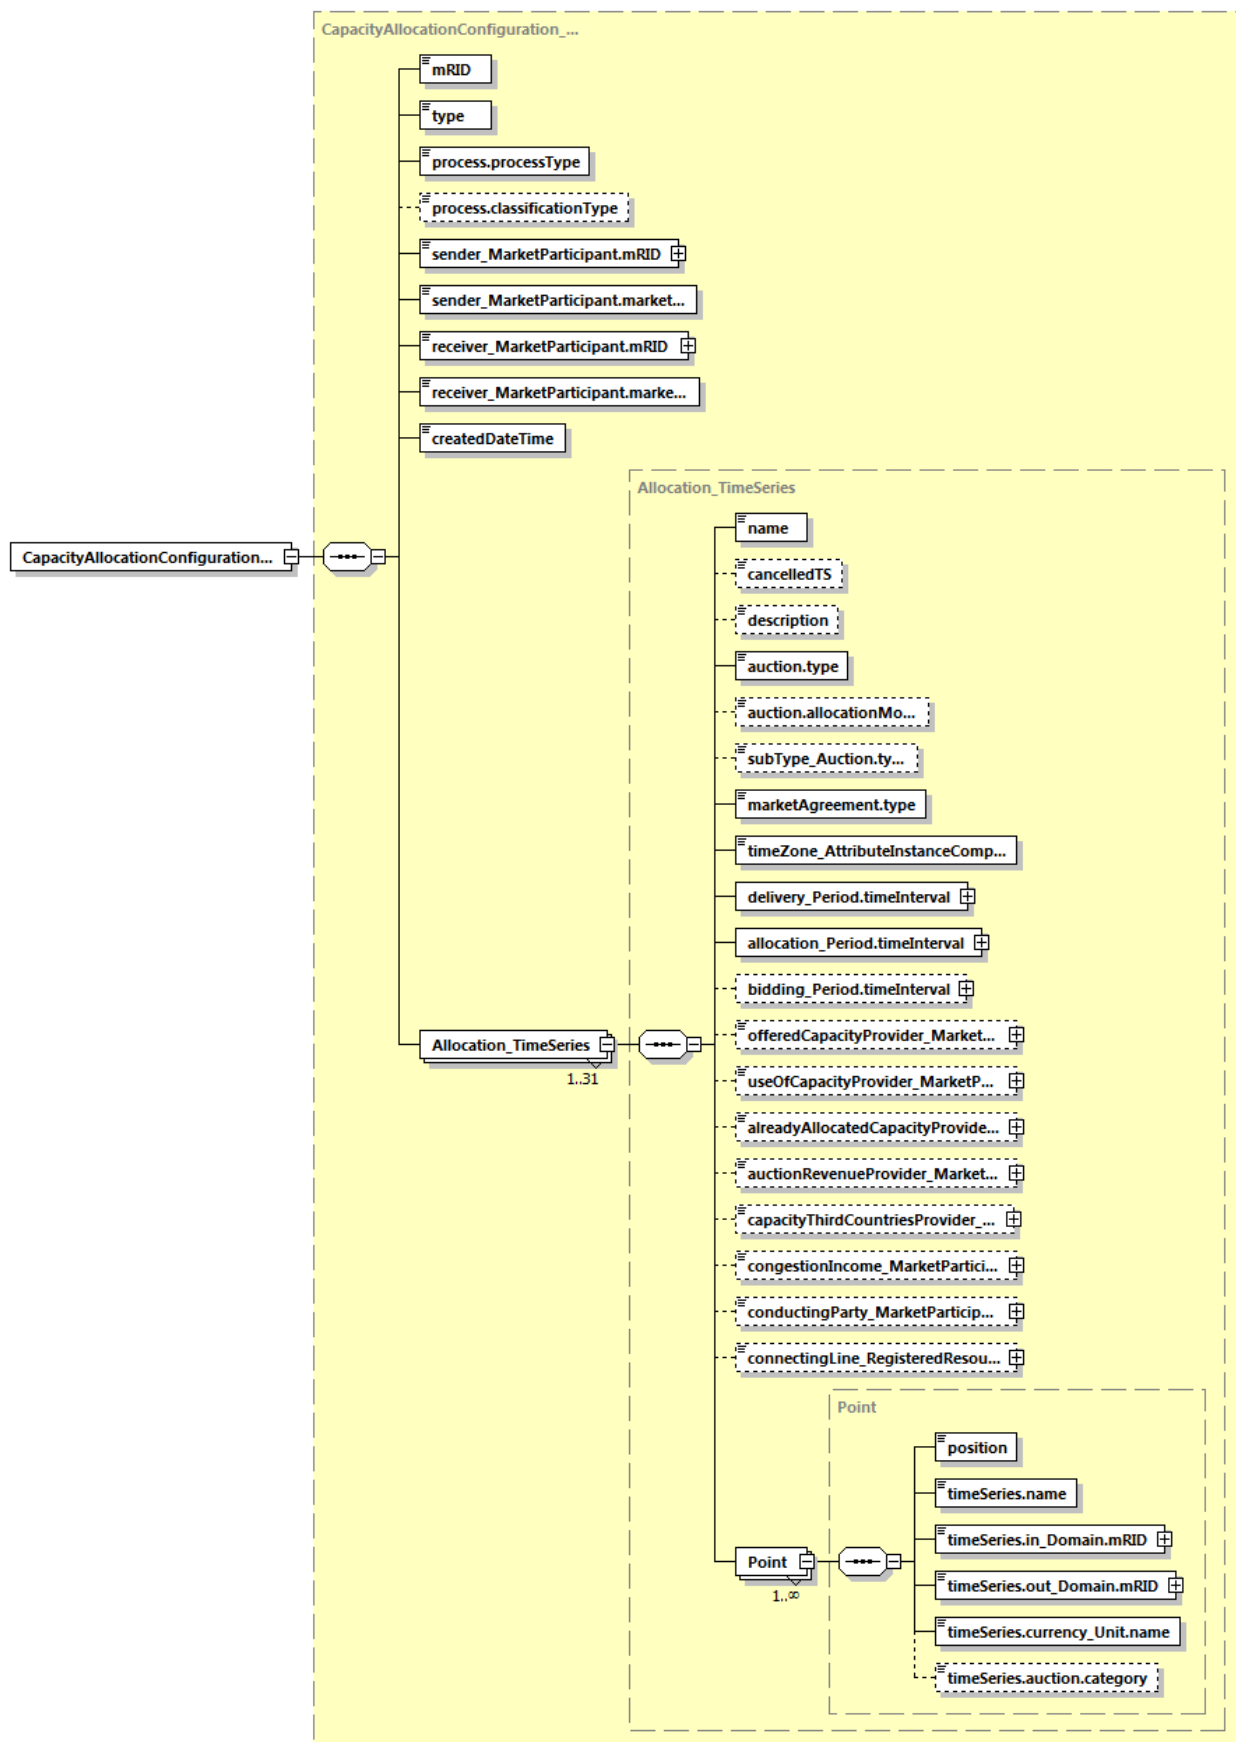 CapacityAllocationConfiguration_...
mRID
type
process.processType
process.classificationType
sender_MarketParticipant.mRID
sender_MarketParticipant.market...
receiver_MarketParticipant.mRID
receiver_MarketParticipant.marke...
createdDateTime
Allocation_TimeSeries
name
cancelledTS
CapacityAllocationConfiguration...
description
auction.type
auction.allocationMo...
subType_Auction.ty...
marketAgreement.type
timeZone_AttributeInstanceComp...
delivery_Period.timeInterval
allocation_Period.timeInterval
bidding_Period.timeInterval
offeredCapacityProvider_Market...
Allocation_TimeSeries
1..31
useOfCapacityProvider_MarketP...
alreadyAllocatedCapacityProvide...
auctionRevenueProvider_Market...
capacityThirdCountriesProvider_...
congestionIncome_MarketPartici...
conductingParty_MarketParticip...
connectingLine_RegisteredResou...
Point
position
timeSeries.name
timeSeries.in_Domain.mRID
Point
1..∞
timeSeries.out_Domain.mRID
timeSeries.currency_Unit.name
timeSeries.auction.category